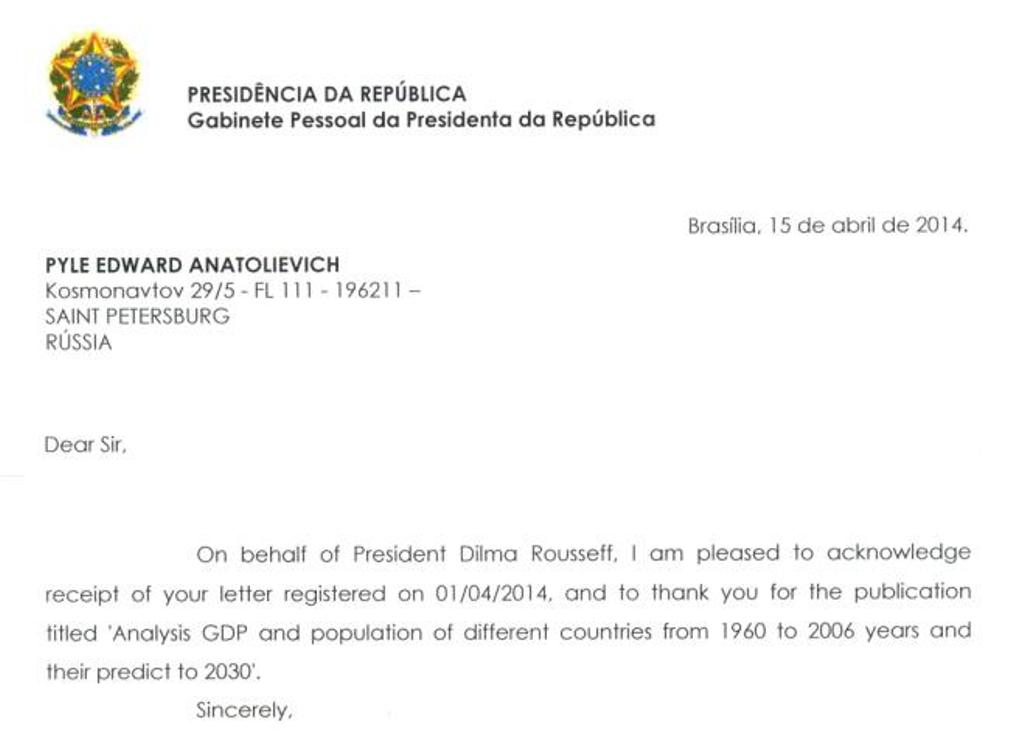 PRESIDÊNCIA DA REPÚBLICA
Gabinete Pessoal da Presidenta da República
Brasília, 15 de abril de 2014.
PYLE EDWARD ANATOLIEVICH
Kosmonavtov 29/5 - FL 111 - 196211 –
SAINT PETERSBURG
RÚSSIA
Dear Sir,
On behalf of President Dilma Rousseff, I am pleased to acknowledge
receipt of your letter registered on 01/04/2014, and to thank you for the publication
titled 'Analysis GDP and population of different countries from 1960 to 2006 years and
their predict to 2030'.
Sincerely,